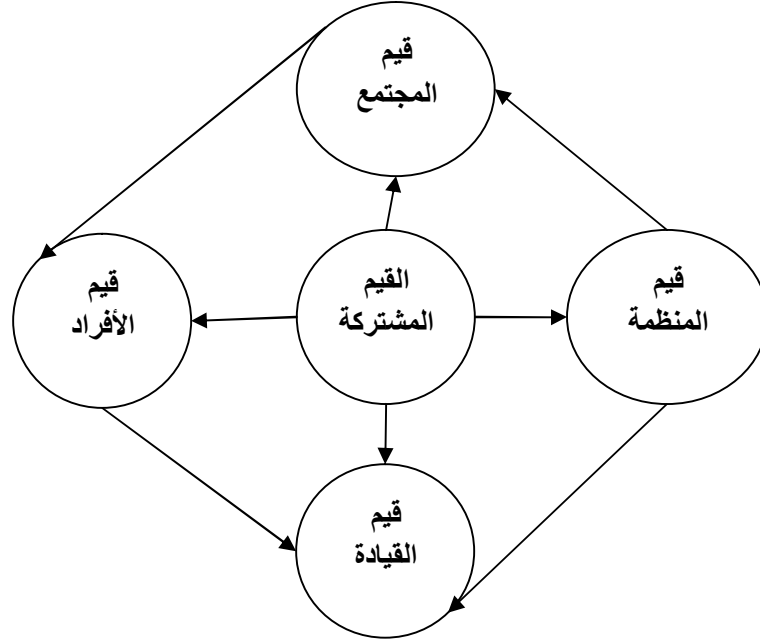 قيم
المجتمع
قيم
المنظمة
القيم
المشتركة
قيم
الأفراد
قيم
القيادة